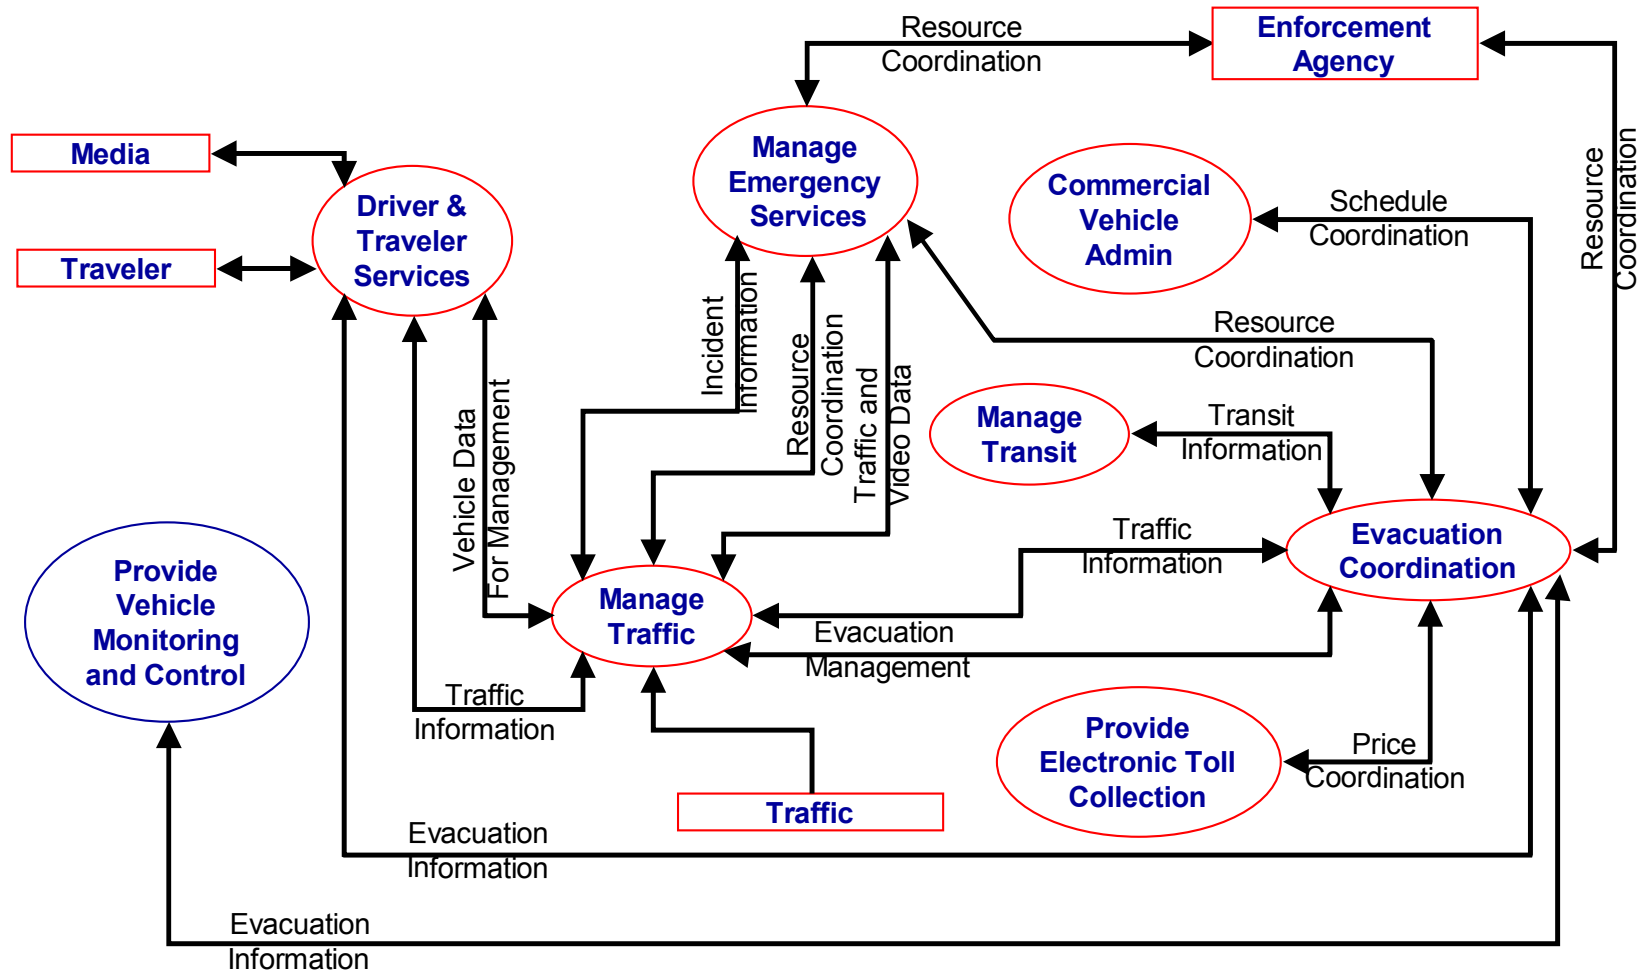 Resource
Coordination
Enforcement
Agency
Media
Driver &
Traveler
Services
Traveler
Manage
Emergency
Services
Commercial
Vehicle
Admin
Schedule
Coordination
Resource
Coordination
Incident
Information
Resource
Coordination
Traffic and
Video Data
Resource
Coordination
Vehicle Data
For Management
Manage
Transit
Transit
Information
Provide
Vehicle
Monitoring
and Control
Traffic
Information
Evacuation
Coordination
Manage
Traffic
Evacuation
Management
Traffic
Information
Provide
Electronic Toll
Collection
Price
Coordination
Traffic
Evacuation
Information
Evacuation
Information